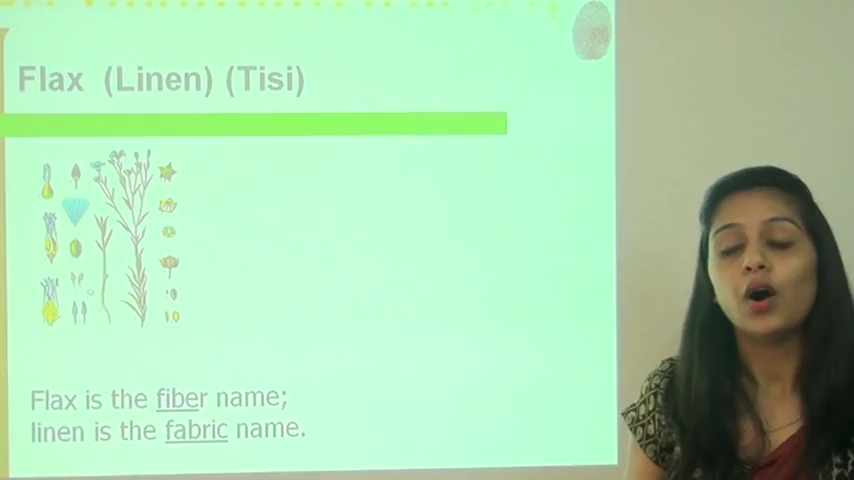 Flax (Linen) (Tisi)
Flax is the fiber name;
linen is the fabric name.